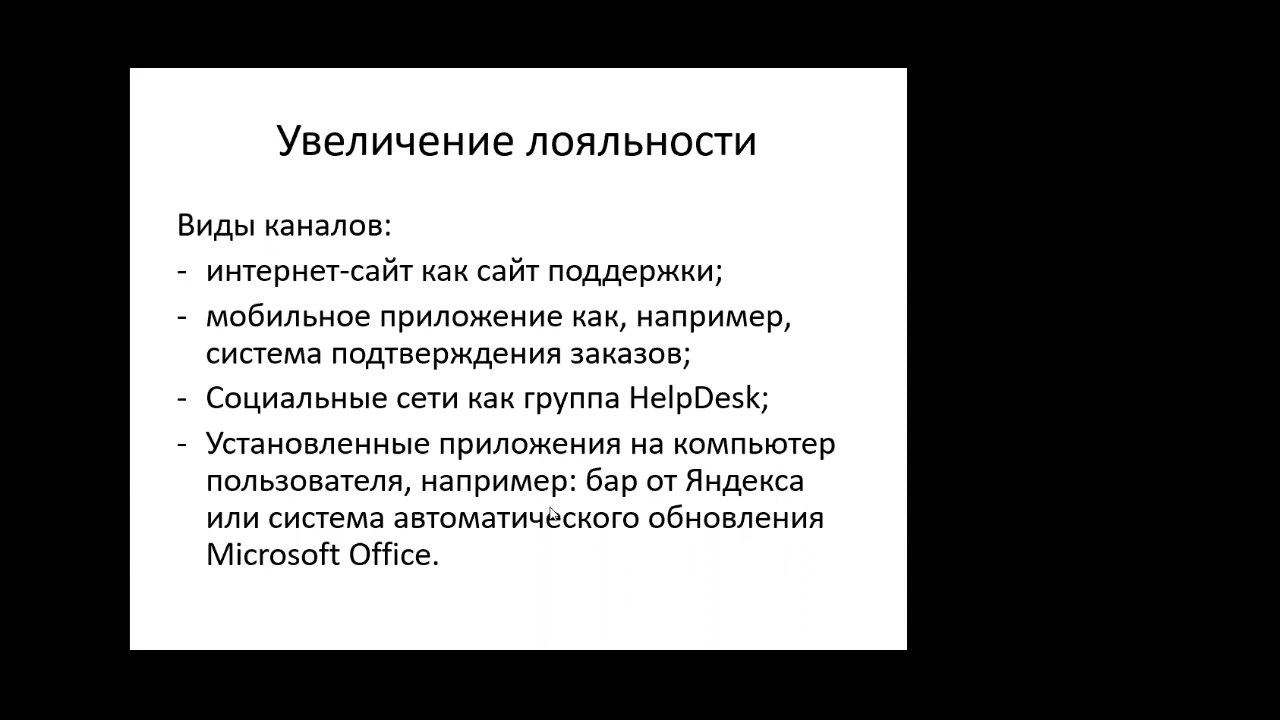 Увеличение лояльности
Виды каналов:
- интернет-сайт как сайт поддержки;
- мобильное приложение как, например,
система подтверждения заказов;
- Социальные сети как группа HelpDesk;
- Установленные приложения на компьютер
пользователя, например: бар от Яндекса
или система автоматического обновления
Microsoft Office.